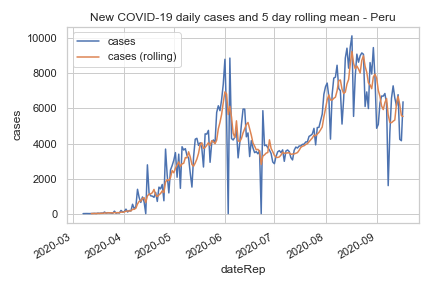 New COVID-19 daily cases and 5 day rolling mean - Peru
cases
cases (rolling)
10000
8000
6000
4000
2000
0
cases
2020-03
2020-04
2020-05
2020-06
2020-07
2020-08
2020-09
dateRep